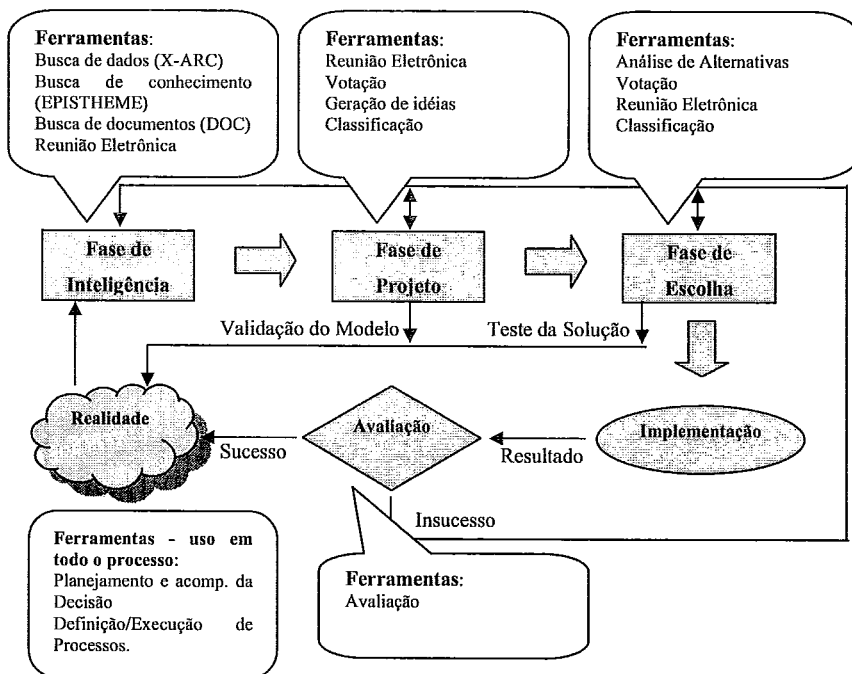 Ferramentas:
Busca de dados (X-ARC)
Busca de conhecimento
(EPISTHEME)
Busca de documentos (DOC)
Reunião Eletrônica
Ferramentas:
Reunião Eletrônica
Votação
Geração de idéias
Classificação
Ferramentas:
Análise de Alternativas
Votação
Reunião Eletrônica
Classificação
Fase de
Inteligência
Fase de
Projeto
Fase de
Escolha
Validação do Modelo
Teste da Solução
Realidade
Avaliação
Implementação
Sucesso
Resultado
Insucesso
Ferramentas - uso em
todo o processo:
Planejamento e acomp. da
Decisão
Definição/Execução de
Processos.
Ferramentas:
Avaliação